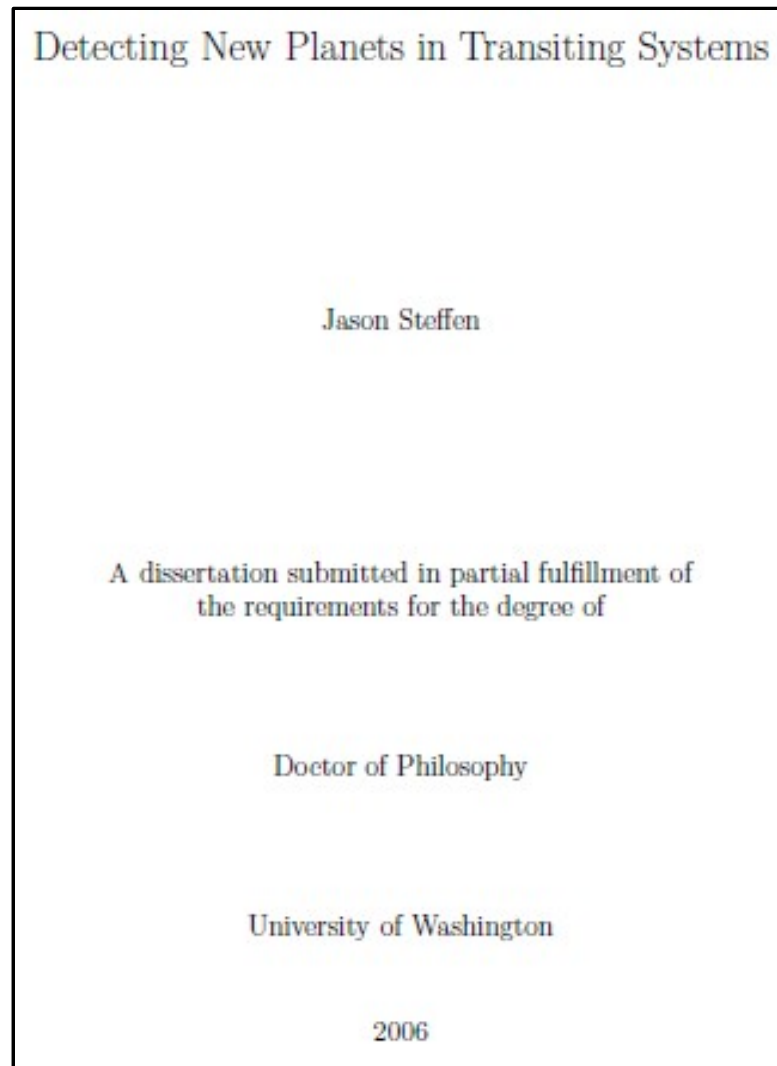 Detecting New Planets in Transiting Systems
Jason Steffen
A dissertation submitted in partial fulfillment of
the requirements for the degree of
Doctor of Philosophy
University of Washington
2006